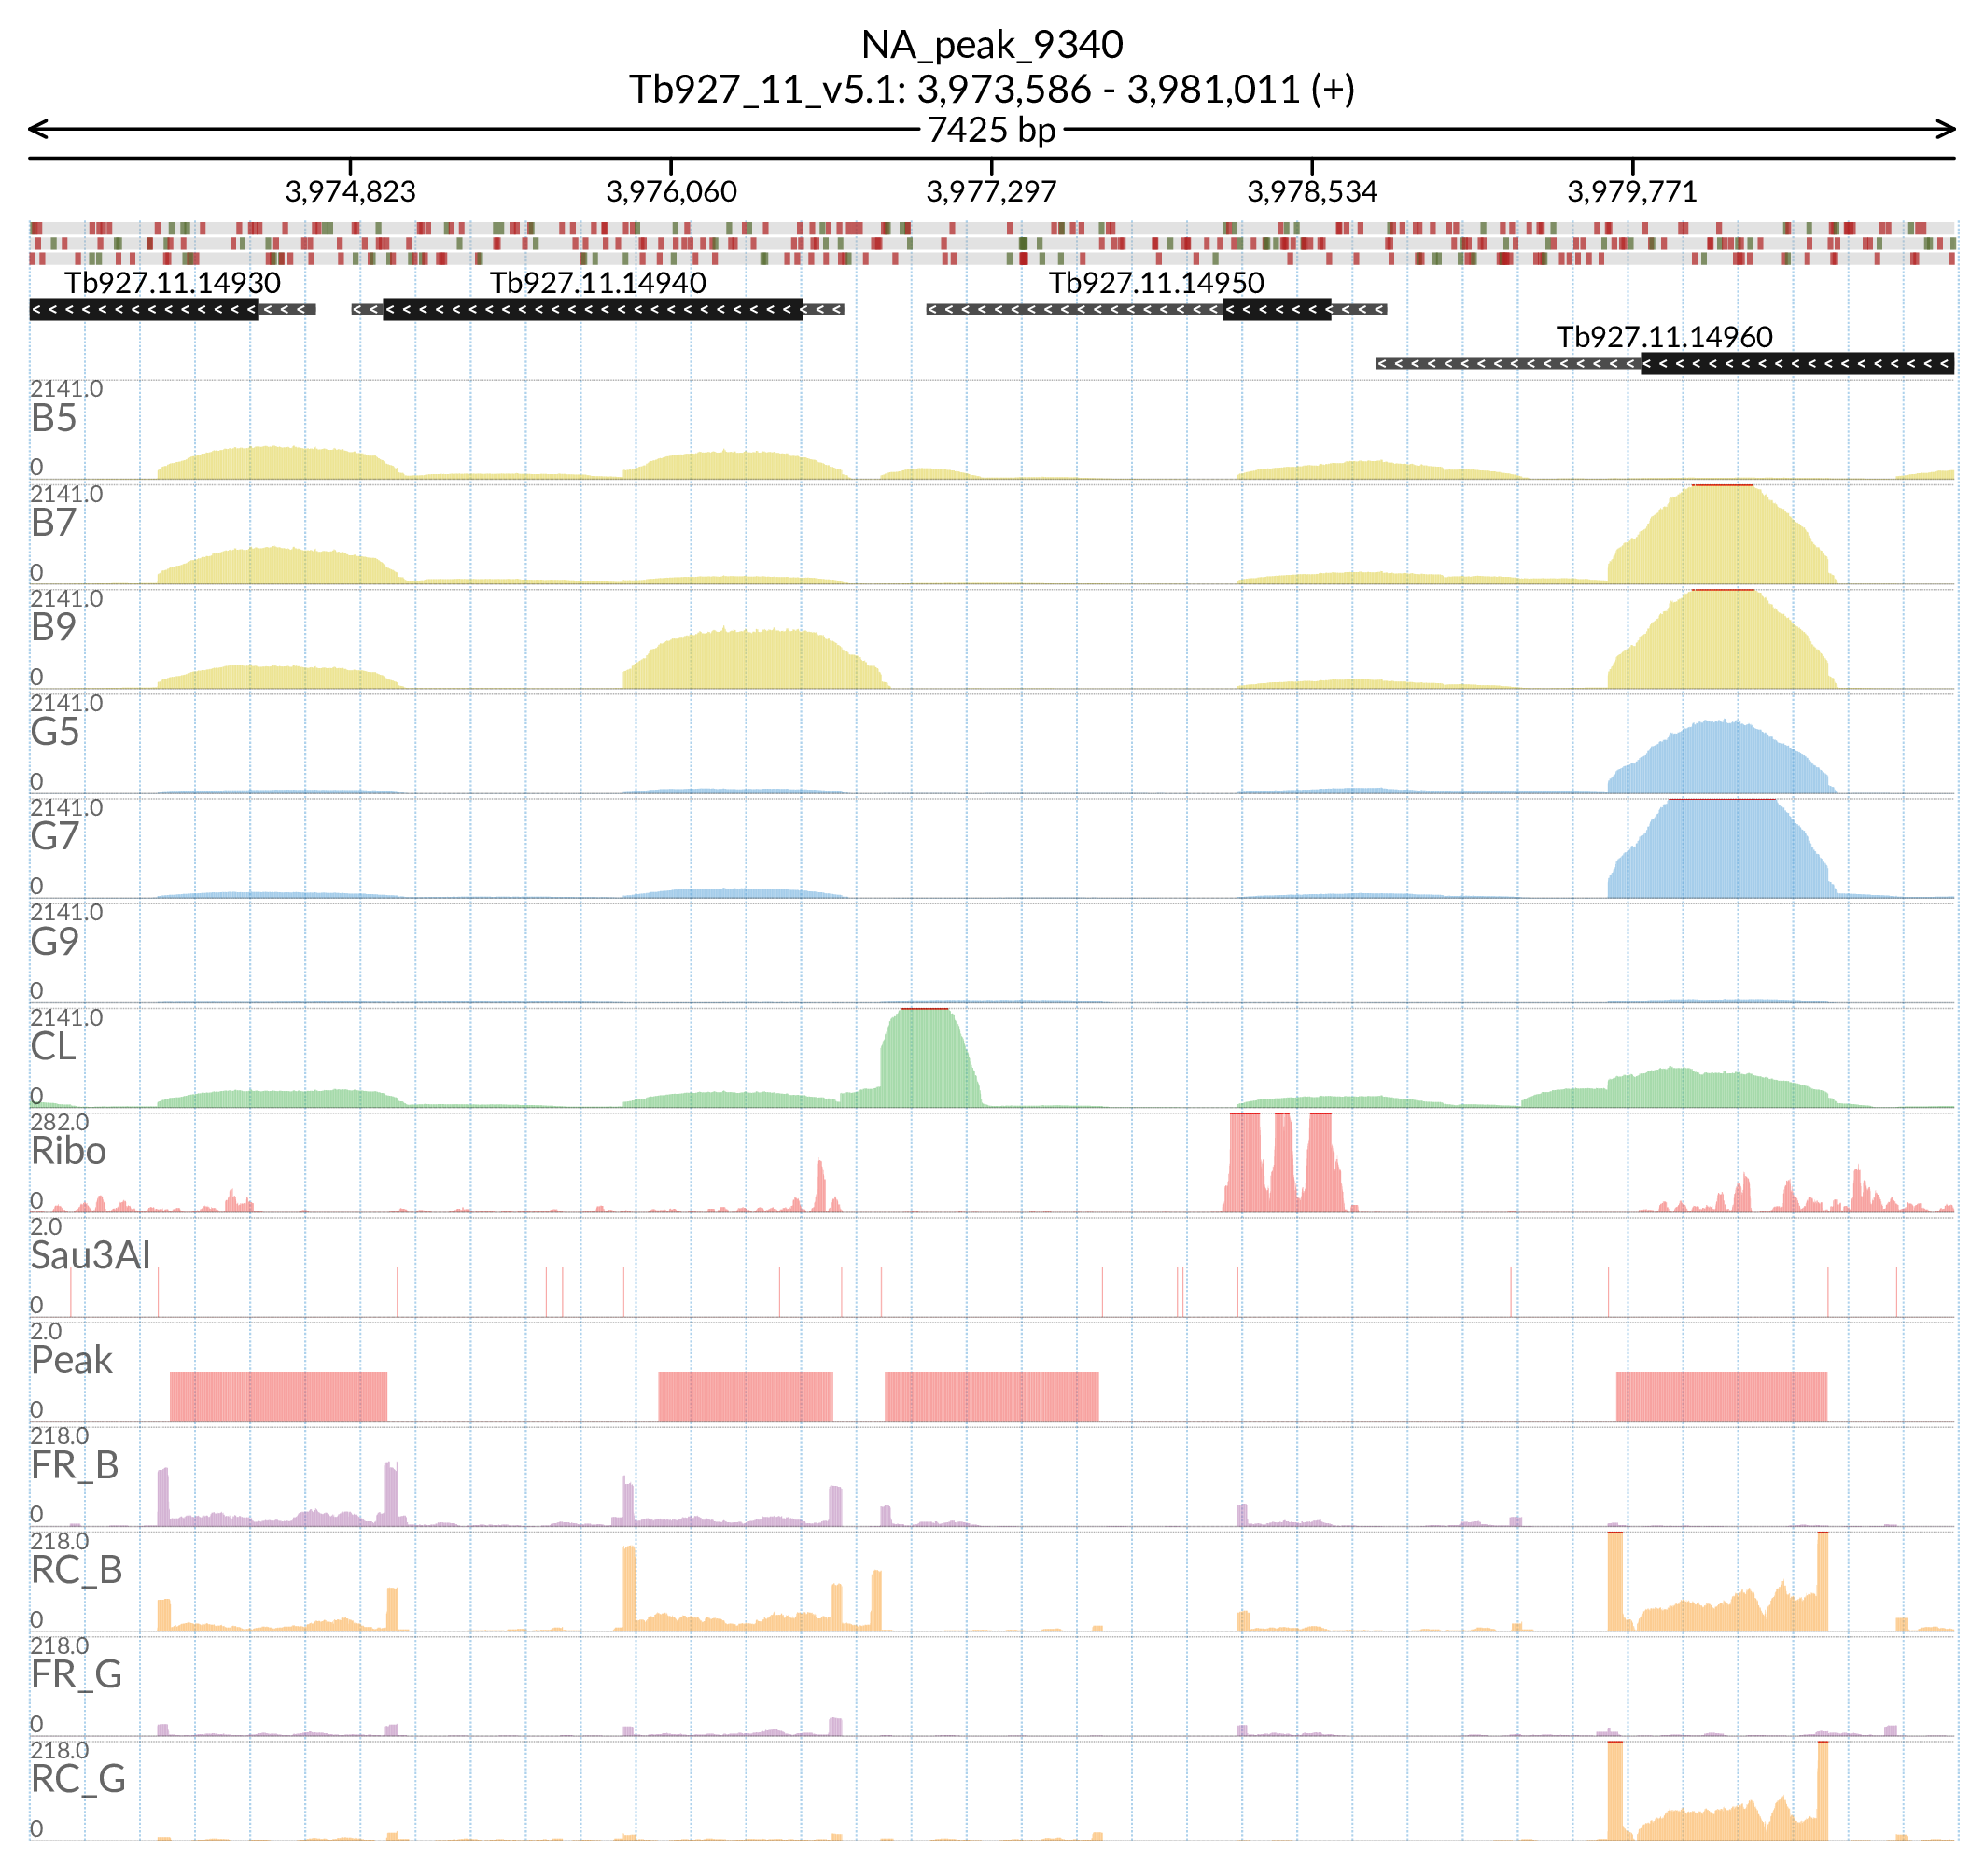 NA_peak_9340
Tb927_11_v5.1: 3,973,586 - 3,981,011 (+)
7425 bp
3,974,823 3,976,060 3,977,297 3,978,534 3,979,771
Tb927.11.14930 Tb927.11.14940 Tb927.11.14950
Tb927.11.14960
2141.0
B5
0
2141.0
B7
0
2141.0
B9
0
2141.0
G5
0
2141.0
G7
0
2141.0
G9
0
2141.0
CL
0
282.0
Ribo
0
2.0
Sau3AI
0
2.0
Peak
0
218.0
FR_B
0
218.0
RC_B
0
218.0
FR_G
0
218.0
RC_G
0